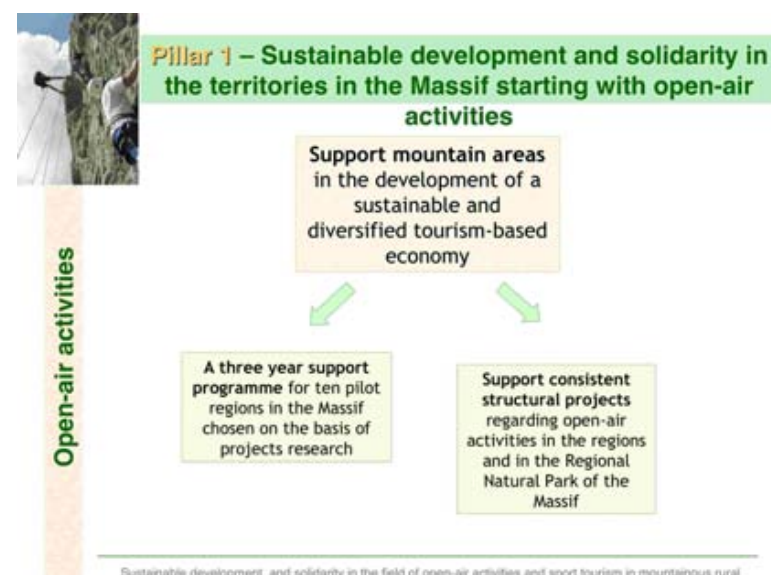 Pillar 1 – Sustainable development and solidarity in
the territories in the Massif starting with open-air
activities
Support mountain areas
in the development of a
sustainable and
diversified tourism-based
economy
Open-air activities
A three year support
programme for ten pilot
regions in the Massif
chosen on the basis of
projects research
Support consistent
structural projects
regarding open-air
activities in the regions
and in the Regional
Natural Park of the
Massif
Sustainable development, and solidarity in the field of open-air activities and sport tourism in mountainous rural